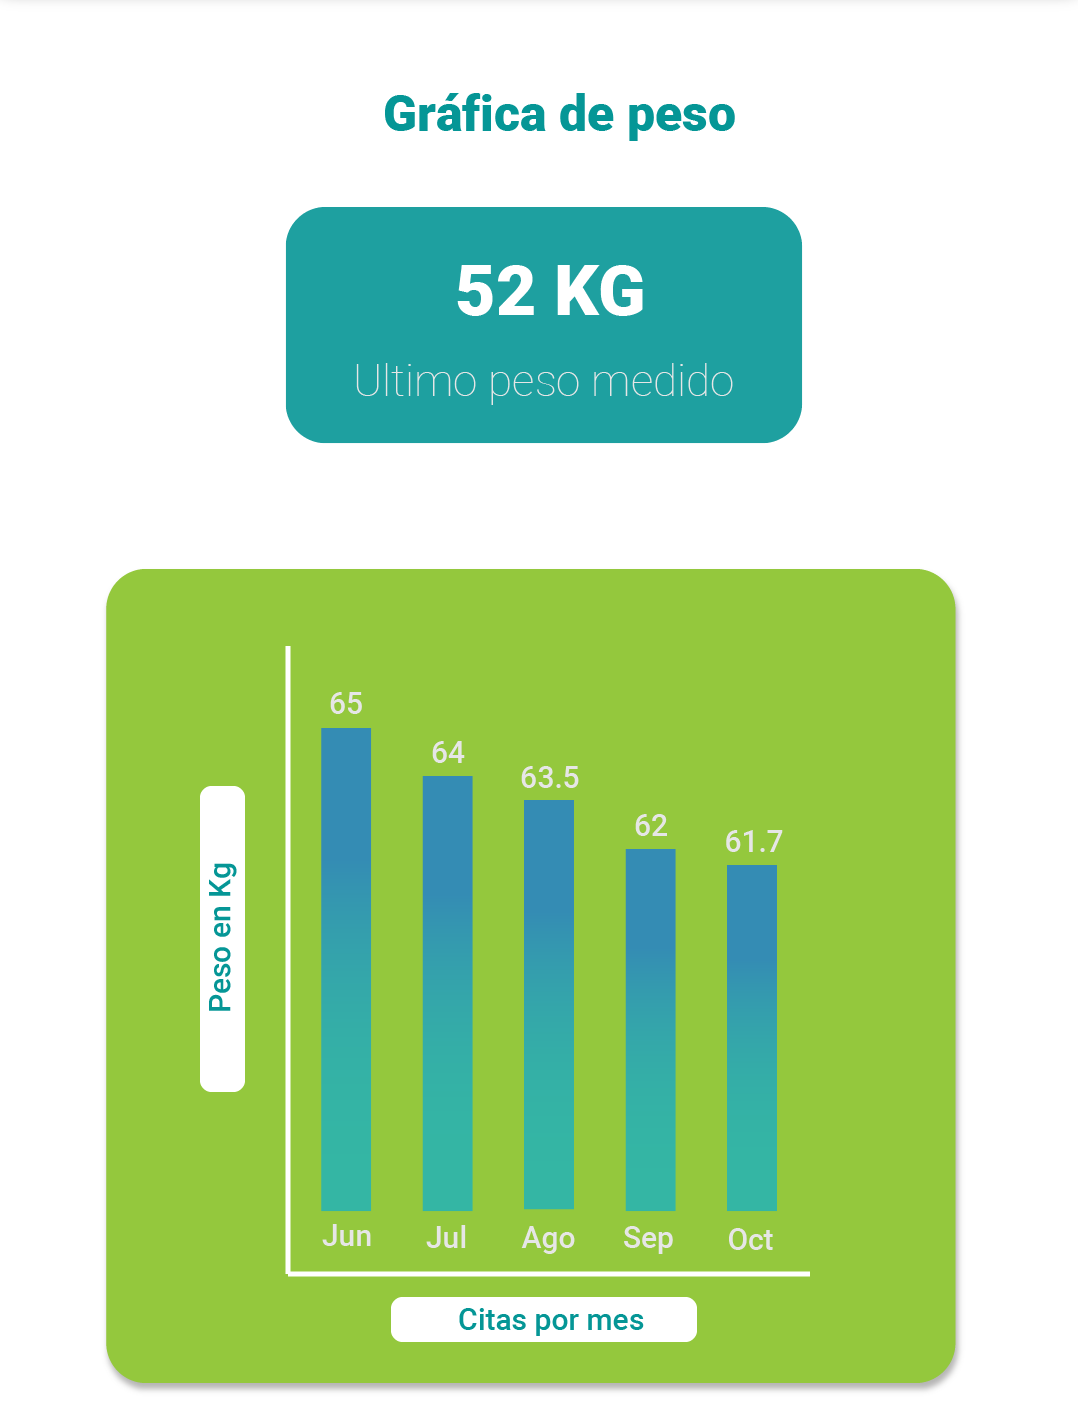 Gráfica de peso
52 KG
Ultimo peso medido
65
64
63.5
62
61.7
Peso en Kg
Jun
Jul
Ago
Sep
Oct
Citas por mes